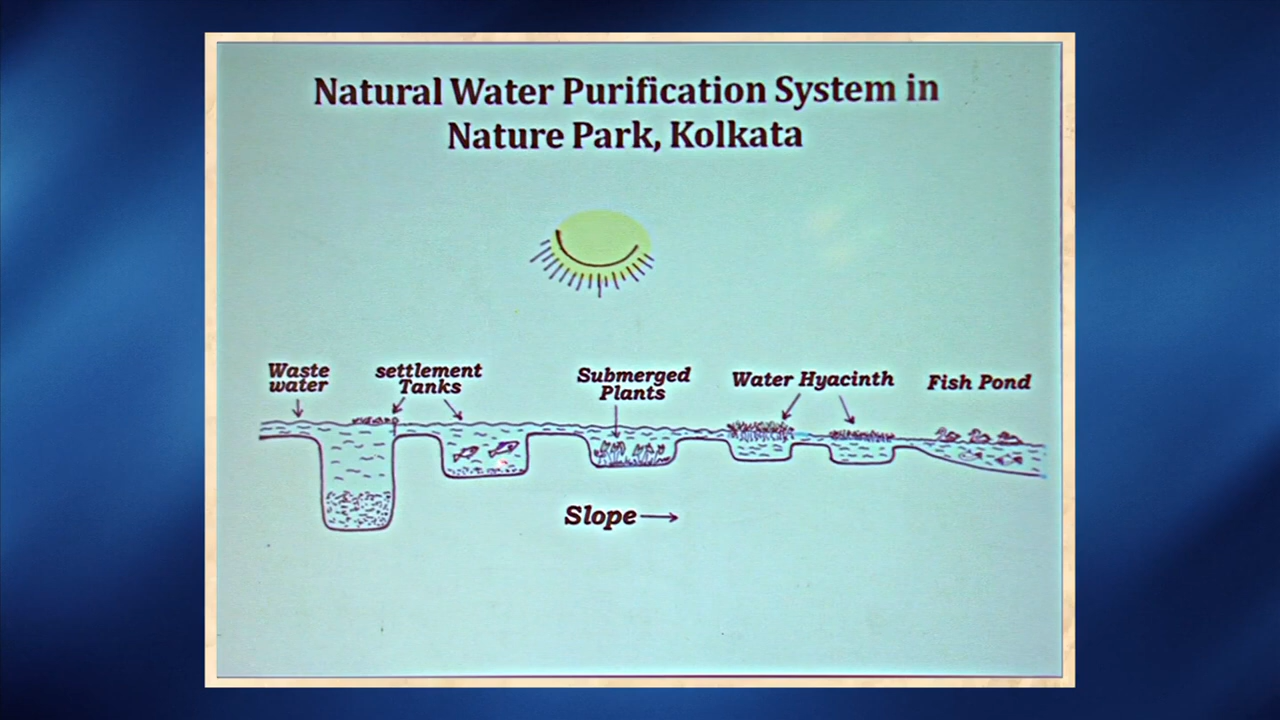 Natural Water Purification System in
Nature Park, Kolkata
Waste
water
settlement
Tanks
Submerged
Plants
Water Hyacinth
Fish Pond
Slope